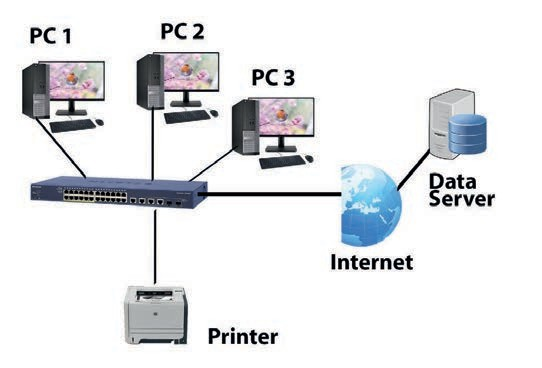 PC 1
PC 2
PC 3
Data
Server
Internet
Printer